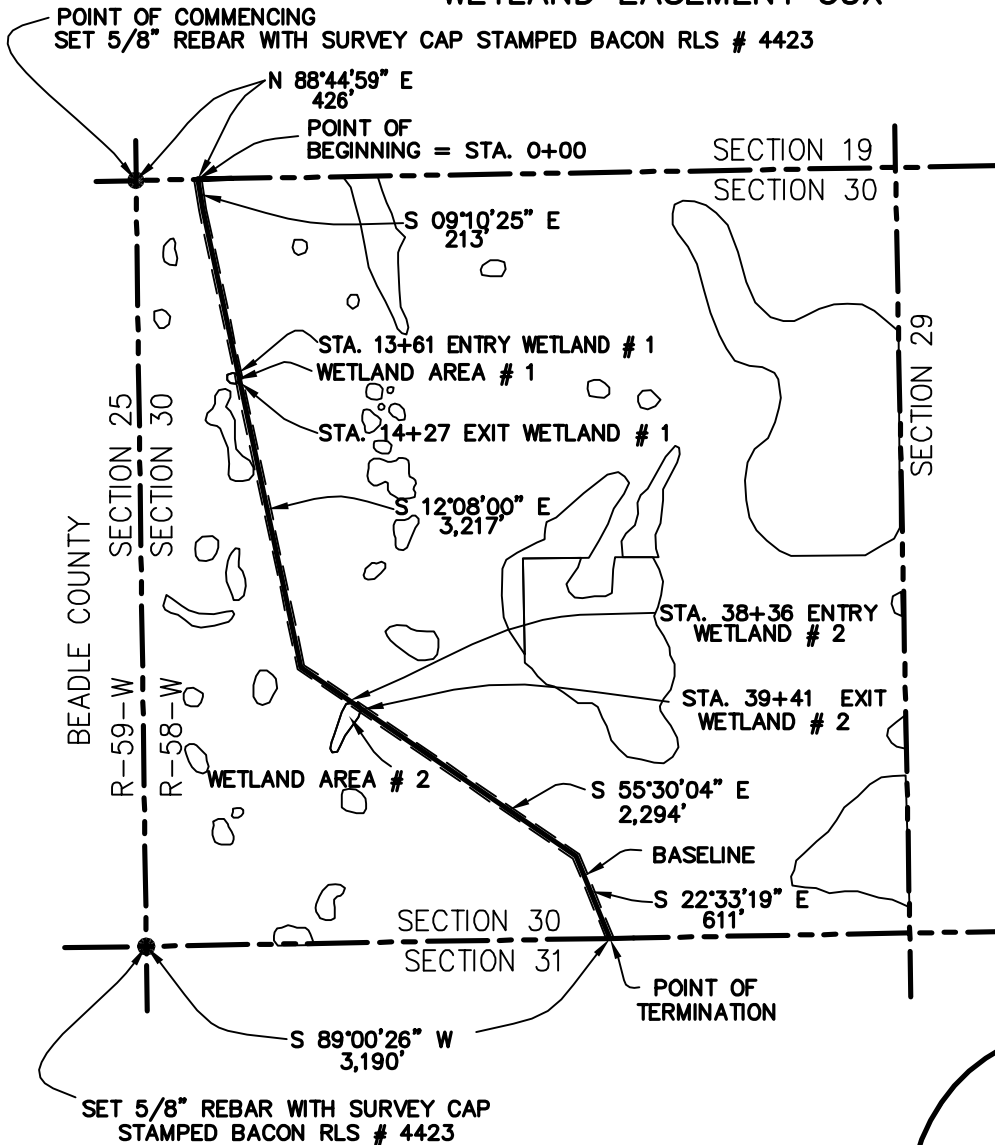 POINT OF COMMENCING
SET 5/8" REBAR WITH SURVEY CAP STAMPED BACON RLS # 4423
N 88°44'59" E
426'
POINT OF
BEGINNING = STA. 0+00
SECTION 19
SECTION 30
S 09°10'25" E
213'
STA. 13+61 ENTRY WETLAND # 1
WETLAND AREA # 1
STA. 14+27 EXIT WETLAND # 1
SECTION 29
SECTION 25
SECTION 30
S 12°08'00" E
3,217'
BEADLE COUNTY
R-59-W
R-58-W
STA. 38+36 ENTRY
WETLAND # 2
STA. 39+41 EXIT
WETLAND # 2
WETLAND AREA # 2
S 55°30'04" E
2,294'
BASELINE
S 22°33'19" E
611'
SECTION 30
SECTION 31
POINT OF
TERMINATION
S 89°00'26" W
3,190'
SET 5/8" REBAR WITH SURVEY CAP
STAMPED BACON RLS # 4423